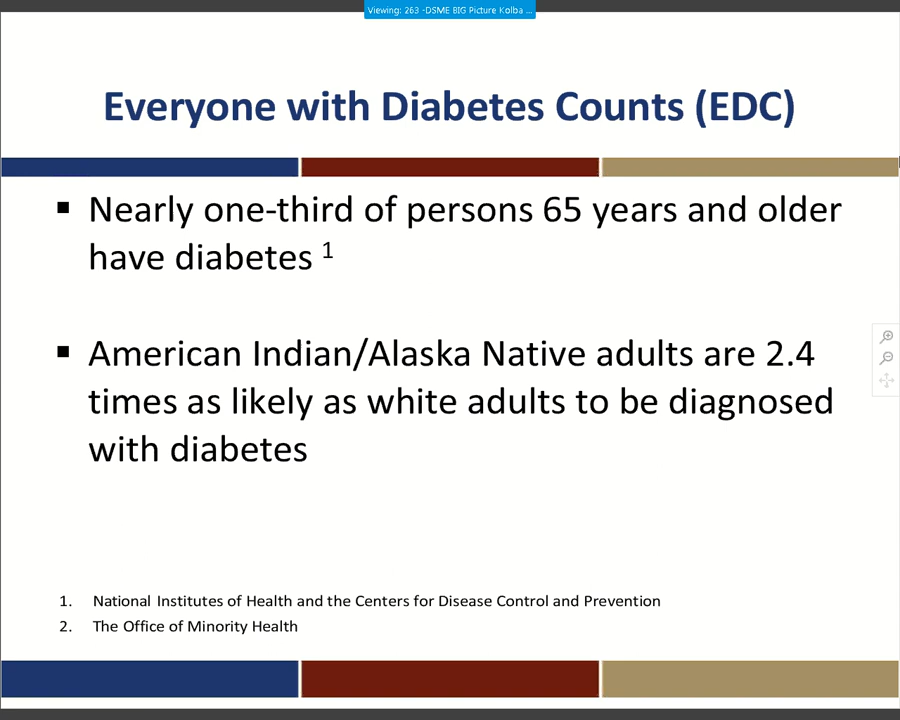 Viewing: 263 -DSME BIG Picture Kolba ...
Everyone with Diabetes Counts (EDC)
▪ Nearly one-third of persons 65 years and older
have diabetes 1
▪ American Indian/Alaska Native adults are 2.4
times as likely as white adults to be diagnosed
with diabetes
1. National Institutes of Health and the Centers for Disease Control and Prevention
2. The Office of Minority Health